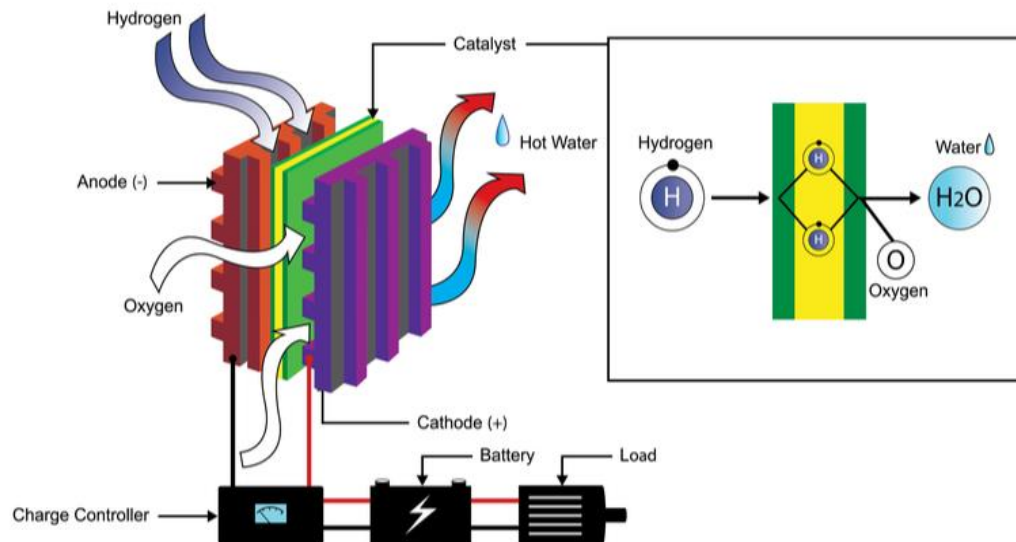 Hydrogen
Catalyst
Hot Water
Anode (-)
Oxygen
Cathode (+)
Battery
Load
Charge Controller
Hydrogen
H
H
H
Water
H2O
O
Oxygen